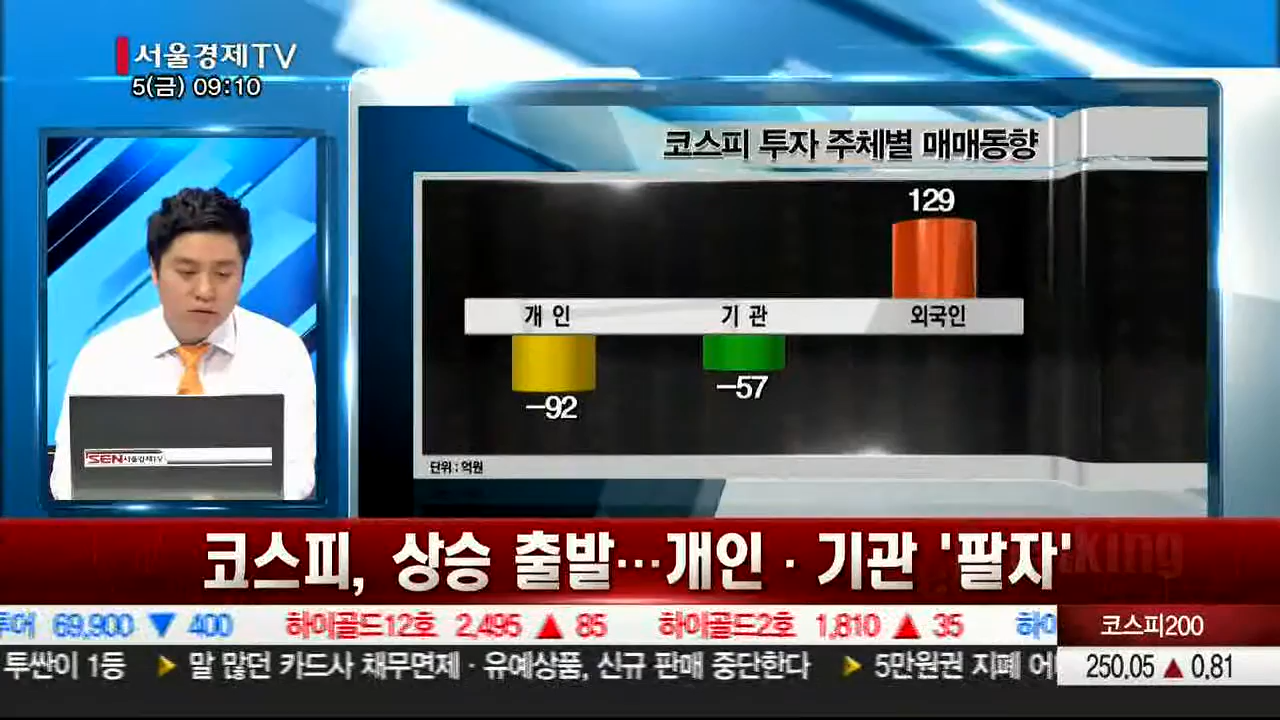 서울경제TV
5(금) 09:10
코스피 투자 주체별 매매동향
129
개 인 기 관 외국인
-92 -57
단위 : 억원
SEN 서울경제TV
코스피, 상승 출발…개인 · 기관 '팔자'
69,900 ▼ 400 하이골드12호 2,495 ▲ 85 하이골드2호 1,810 ▲ 35 하이 코스피200
투싼이 1등 ▶ 말 많던 카드사 채무면제 · 유예상품, 신규 판매 중단한다 ▶ 5만원권 지폐 어 250.05 ▲ 0.81